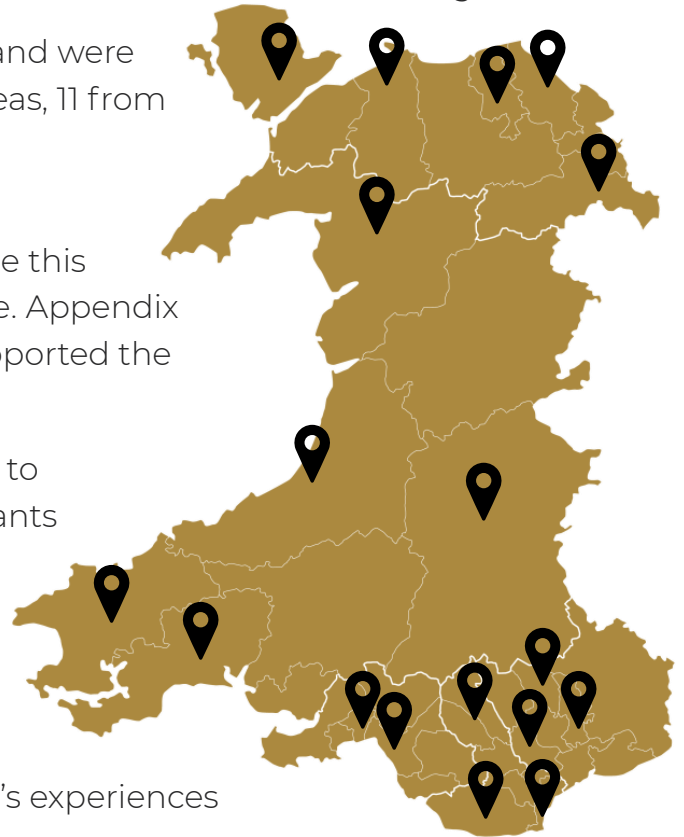 and were
eas, 11 from
e this
e. Appendix
pported the
to
ants
's experiences